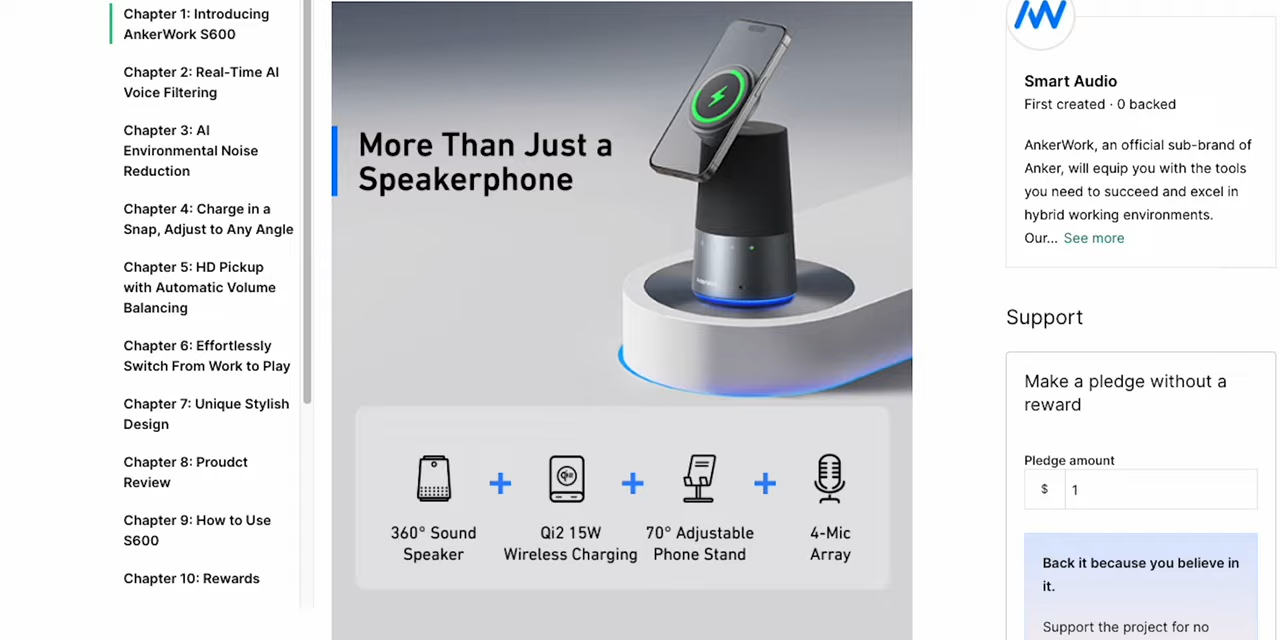 Chapter 1: Introducing
AnkerWork S600
Chapter 2: Real-Time AI
Voice Filtering
Chapter 3: AI
Environmental Noise
Reduction
Chapter 4: Charge in a
Snap, Adjust to Any Angle
Chapter 5: HD Pickup
with Automatic Volume
Balancing
Chapter 6: Effortlessly
Switch From Work to Play
Chapter 7: Unique Stylish
Design
Chapter 8: Proudct
Review
Chapter 9: How to Use
S600
Chapter 10: Rewards
More Than Just a
Speakerphone
360° Sound
Speaker
Qi2 15W
Wireless Charging
70° Adjustable
Phone Stand
4-Mic
Array
Smart Audio
First created · 0 backed
AnkerWork, an official sub-brand of
Anker, will equip you with the tools
you need to succeed and excel in
hybrid working environments.
Our... See more
Support
Make a pledge without a
reward
Pledge amount
$ 1
Back it because you believe in
it.
Support the project for no